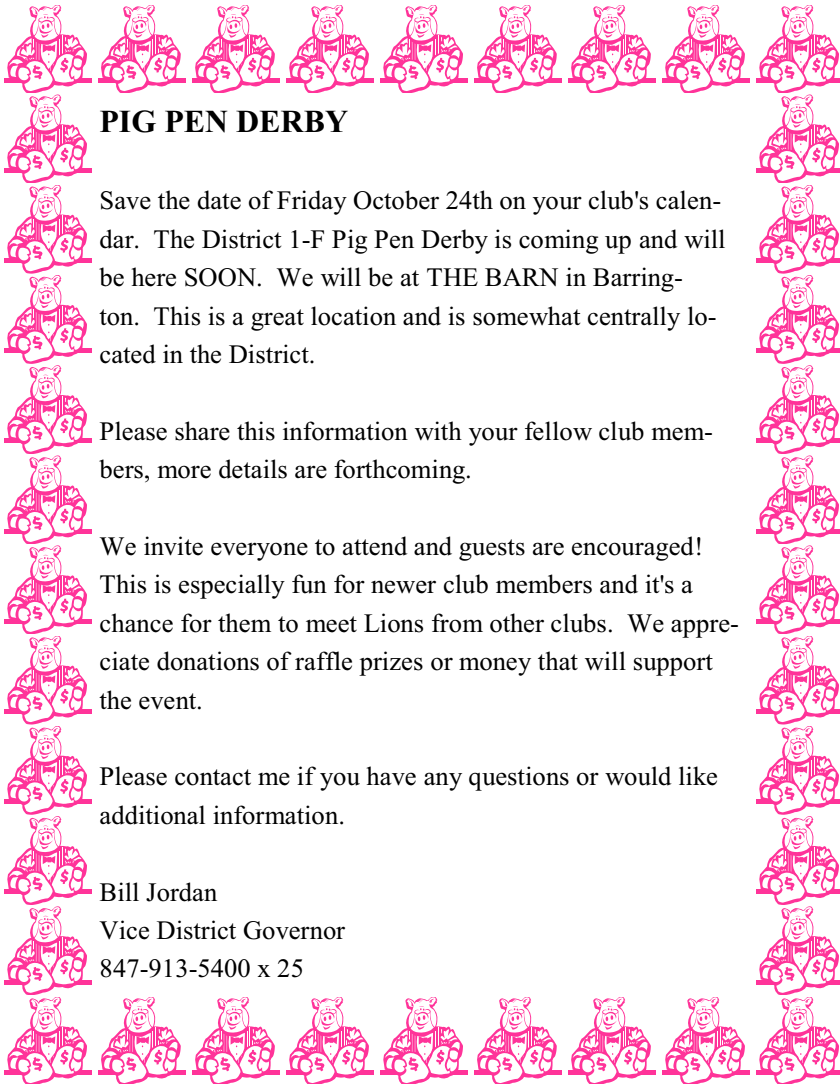 PIG PEN DERBY
Save the date of Friday October 24th on your club's calen-
dar.  The District 1-F Pig Pen Derby is coming up and will
be here SOON.  We will be at THE BARN in Barring-
ton.  This is a great location and is somewhat centrally lo-
cated in the District.
Please share this information with your fellow club mem-
bers, more details are forthcoming.
We invite everyone to attend and guests are encouraged!
This is especially fun for newer club members and it's a
chance for them to meet Lions from other clubs.  We appre-
ciate donations of raffle prizes or money that will support
the event.
Please contact me if you have any questions or would like
additional information.
Bill Jordan
Vice District Governor
847-913-5400 x 25